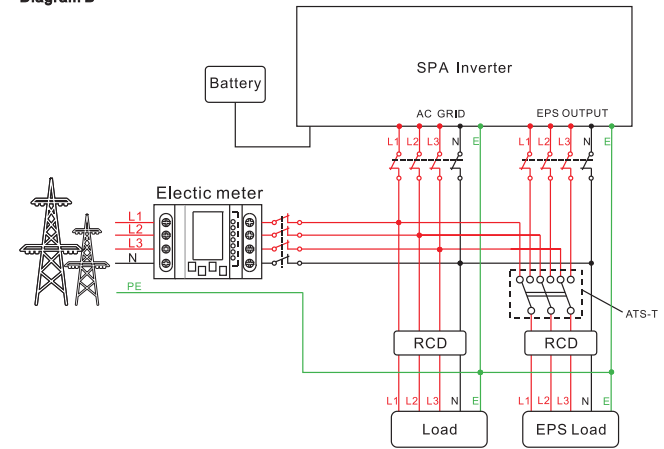 Diagram B
SPA Inverter
Battery
AC GRID
EPS OUTPUT
L1 L2 L3 N E
L1 L2 L3 N E
Electic meter
L1
L2
L3
N
PE
ATS-T
RCD
RCD
L1 L2 L3 N E
L1 L2 L3 N E
Load
EPS Load